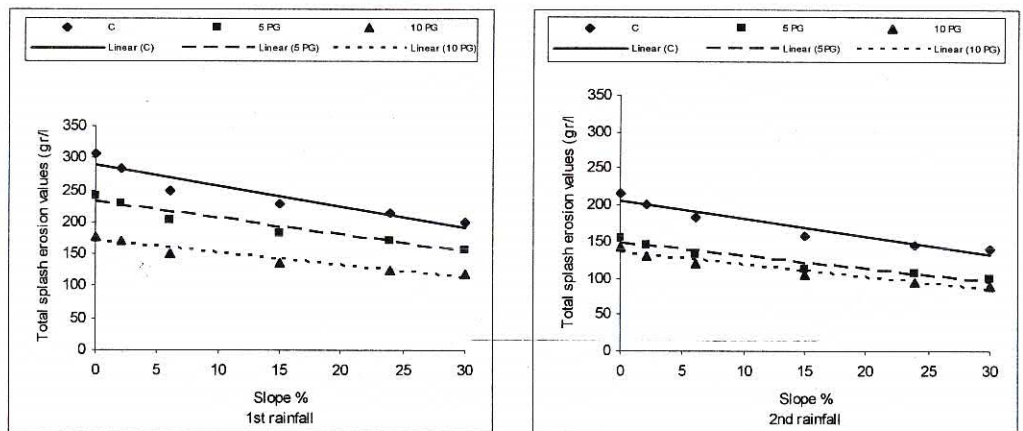 C 5 PG 10 PG
Linear (C) Linear (5 PG) Linear (10 PG)
Total splash erosion values (gr/l
350
300
250
200
150
100
50
0
0 5 10 15 20 25 30
Slope %
1st rainfall
C 5 PG 10 PG
Linear (C) Linear (5PG) Linear (10 PG)
Total splash erosion values (gr/l
350
300
250
200
150
100
50
0
0 5 10 15 20 25 30
Slope %
2nd rainfall